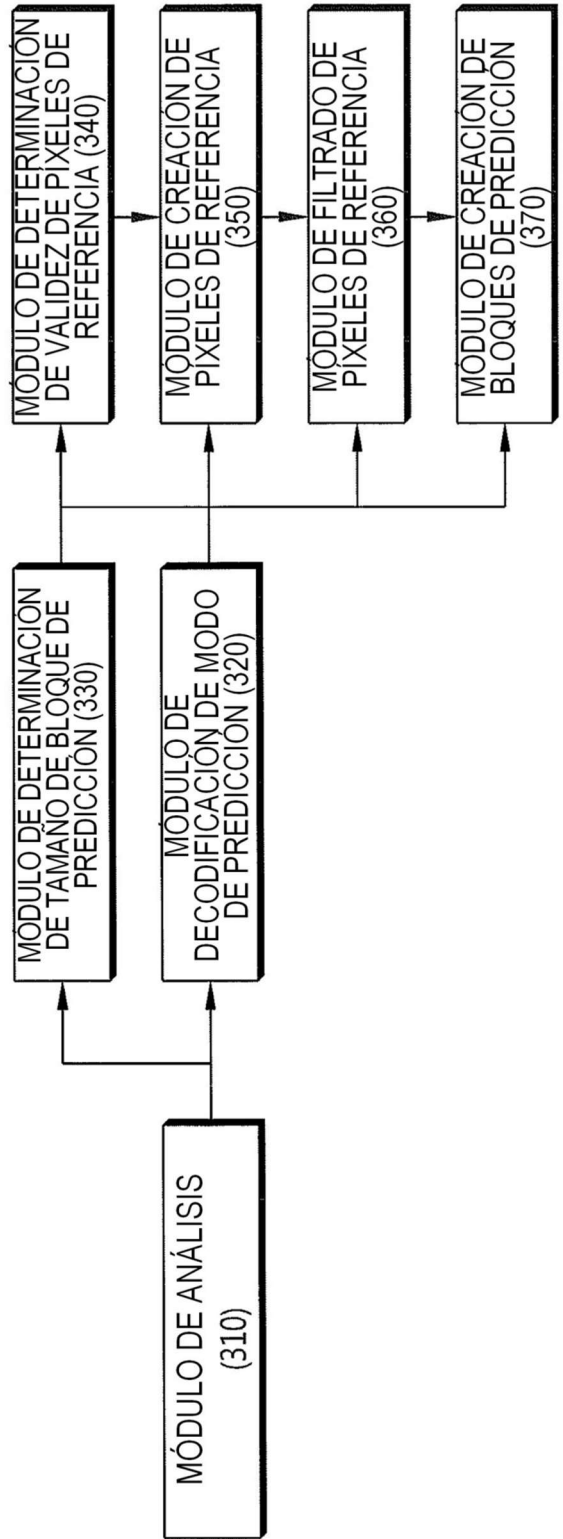 MÓDULO DE ANÁLISIS
(310)
MÓDULO DE DETERMINACIÓN
DE TAMAÑO DE BLOQUE DE
PREDICCIÓN (330)
MÓDULO DE
DECODIFICACIÓN DE MODO
DE PREDICCIÓN (320)
MÓDULO DE DETERMINACIÓN
DE VALIDEZ DE PÍXELES DE
REFERENCIA (340)
MÓDULO DE CREACIÓN DE
PÍXELES DE REFERENCIA
(350)
MÓDULO DE FILTRADO DE
PÍXELES DE REFERENCIA
(360)
MÓDULO DE CREACIÓN DE
BLOQUES DE PREDICCIÓN
(370)